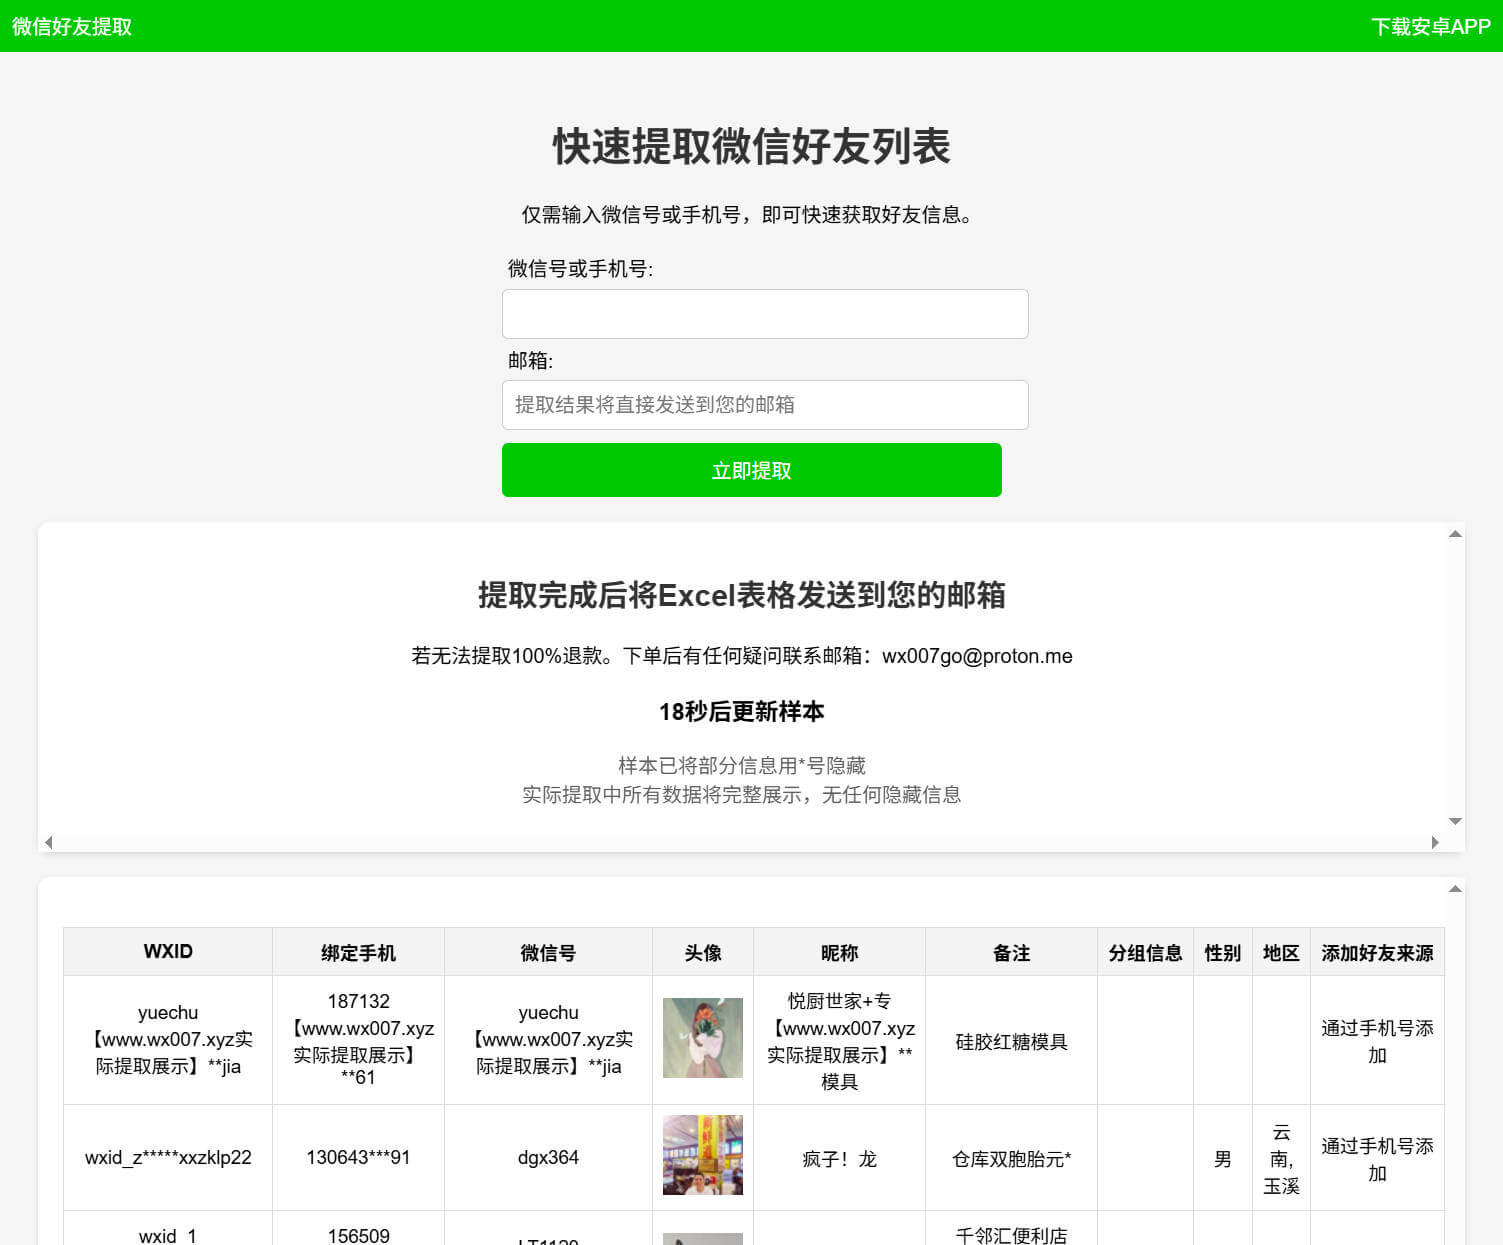 微信好友提取
下载安卓APP
快速提取微信好友列表
仅需输入微信号或手机号，即可快速获取好友信息。
微信号或手机号:
邮箱:
提取结果将直接发送到您的邮箱
立即提取
提取完成后将Excel表格发送到您的邮箱
若无法提取100%退款。下单后有任何疑问联系邮箱：wx007go@proton.me
18秒后更新样本
样本已将部分信息用*号隐藏
实际提取中所有数据将完整展示，无任何隐藏信息
WXID 绑定手机 微信号 头像 昵称 备注 分组信息 性别 地区 添加好友来源
yuechu
【www.wx007.xyz实
际提取展示】**jia
187132
【www.wx007.xyz
实际提取展示】
**61
yuechu
【www.wx007.xyz实
际提取展示】**jia
悦厨世家+专
【www.wx007.xyz
实际提取展示】**
模具
硅胶红糖模具
通过手机号添
加
wxid_z*****xxzklp22
130643***91
dgx364
疯子！龙
仓库双胞胎元*
男
云
南,
玉溪
通过手机号添
加
wxid_1
156509
千邻汇便利店